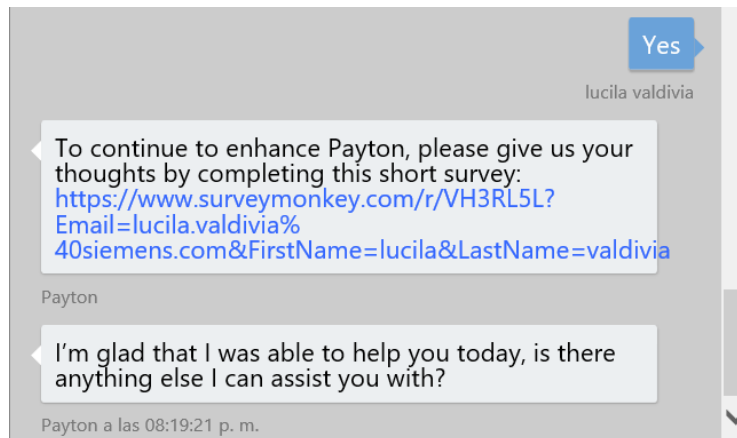 Yes
lucila valdivia
To continue to enhance Payton, please give us your
thoughts by completing this short survey:
https://www.surveymonkey.com/r/VH3RL5L?
Email=lucila.valdivia%
40siemens.com&FirstName=lucila&LastName=valdivia
Payton
I'm glad that I was able to help you today, is there
anything else I can assist you with?
Payton a las 08:19:21 p. m.